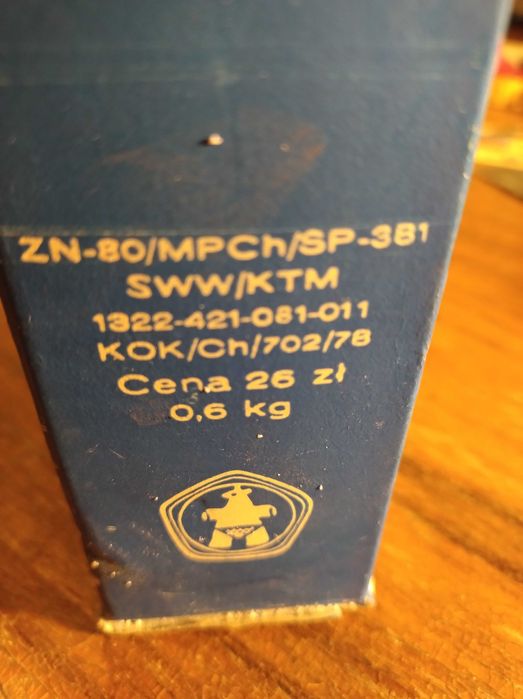 ZN-80/MPCh/SP-381
SWW/KTM
1322-421-081-011
KOK/Ch/702/78
Cena 26 zł
0,6 kg